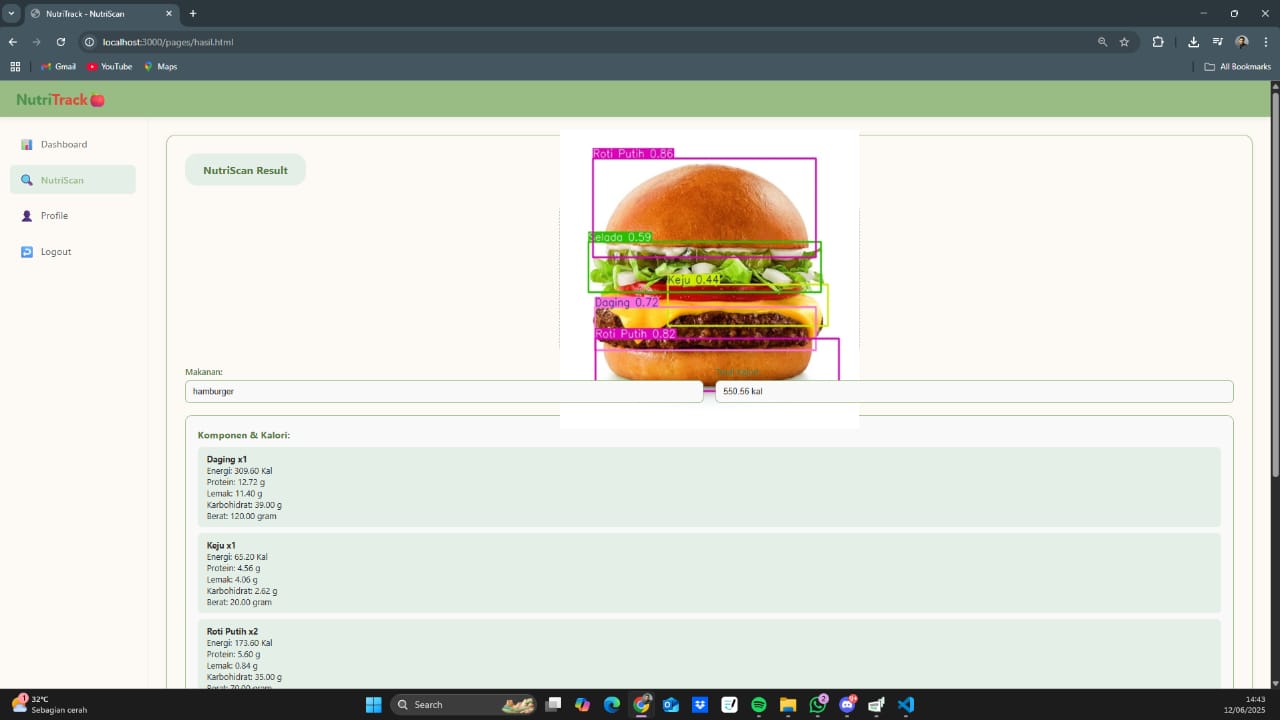 NutriTrack - NutriScan
localhost:3000/pages/hasil.html
Gmail
YouTube
Maps
All Bookmarks
NutriTrack
Dashboard
NutriScan
Profile
Logout
NutriScan Result
Roti Putih 0.86
Selada 0.59
Keju 0.44
Daging 0.72
Roti Putih 0.82
Makanan:
hamburger
550.56 kal
Komponen & Kalori:
Daging x1
Energi: 309.60 Kal
Protein: 12.72 g
Lemak: 11.40 g
Karbohidrat: 39.00 g
Berat: 120.00 gram
Keju x1
Energi: 65.20 Kal
Protein: 4.56 g
Lemak: 4.06 g
Karbohidrat: 2.62 g
Berat: 20.00 gram
Roti Putih x2
Energi: 173.60 Kal
Protein: 5.60 g
Lemak: 0.84 g
Karbohidrat: 35.00 g
Berat: 70.00 gram
1
32°C
Sebagian cerah
Search
2
14:43
12/06/2025